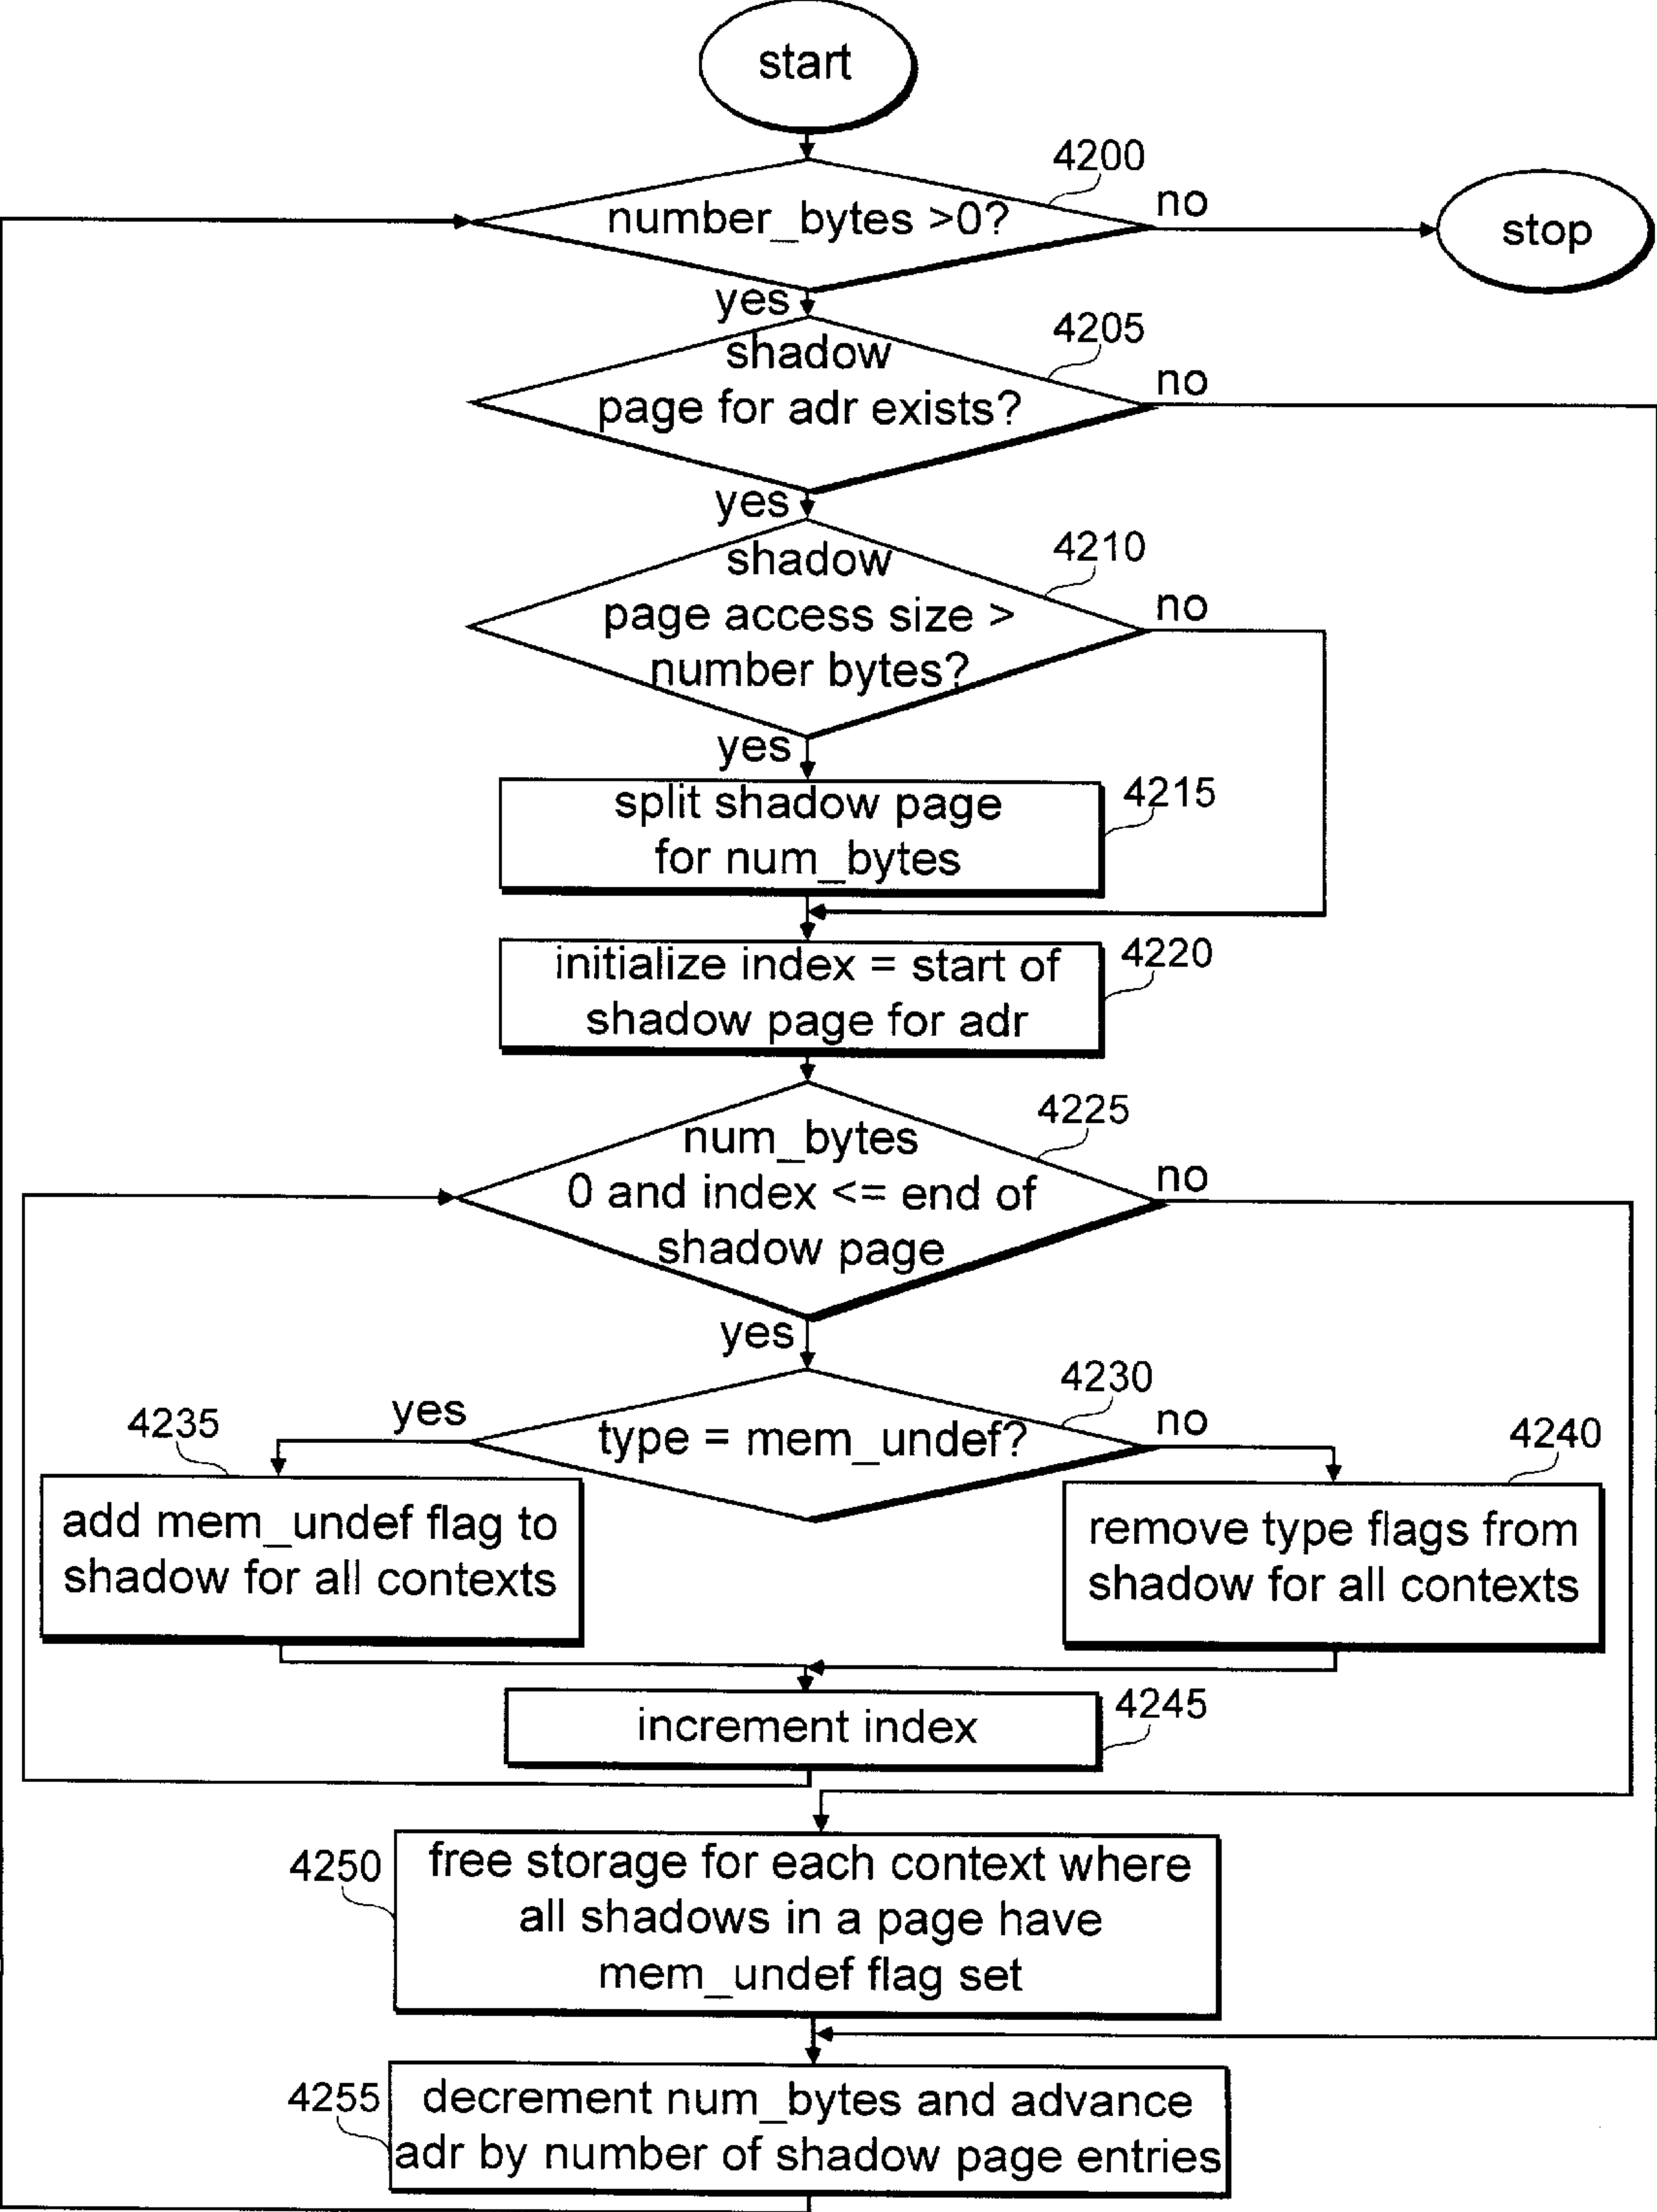 start
4200
number_bytes >0?
no
stop
yes
4205
shadow
page for adr exists?
no
yes
4210
shadow
page access size >
number bytes?
no
yes
split shadow page
for num_bytes
4215
initialize index = start of
shadow page for adr
4220
4225
num_bytes
0 and index <= end of
shadow page
no
yes
4230
type = mem_undef?
yes
no
4235
4240
add mem_undef flag to
shadow for all contexts
remove type flags from
shadow for all contexts
increment index
4245
4250
free storage for each context where
all shadows in a page have
mem_undef flag set
4255
decrement num_bytes and advance
adr by number of shadow page entries